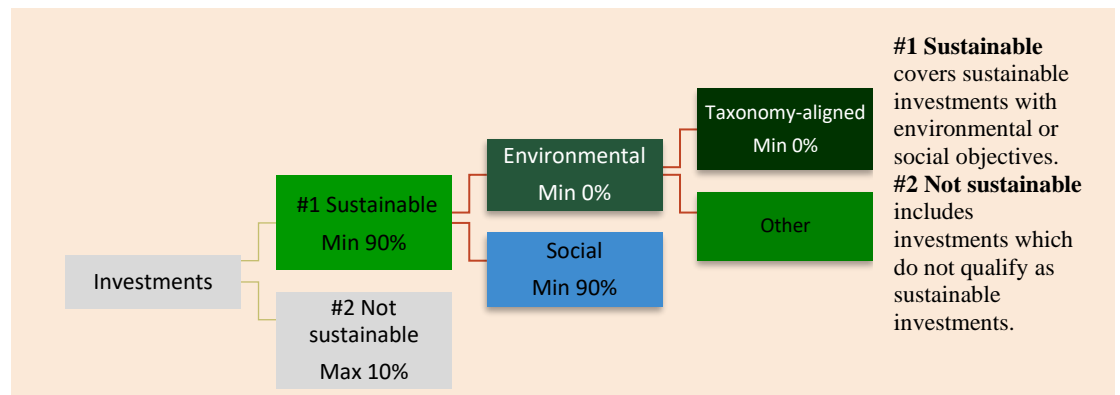 Investments
#1 Sustainable
Min 90%
#2 Not
sustainable
Max 10%
Environmental
Min 0%
Social
Min 90%
Taxonomy-aligned
Min 0%
Other
#1 Sustainable
covers sustainable
investments with
environmental or
social objectives.
#2 Not sustainable
includes
investments which
do not qualify as
sustainable
investments.